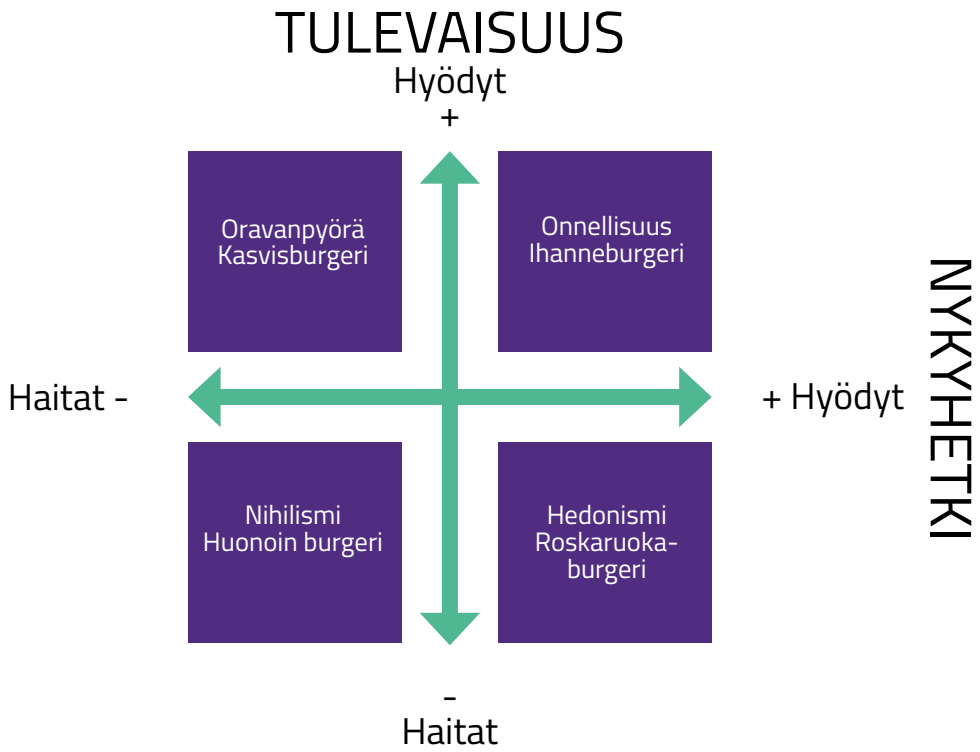 TULEVAISUUS
Hyödyt
+
Oravanpyörä
Kasvisburgeri
Onnellisuus
Ihanneburgeri
Haitat -
+ Hyödyt
NYKYHETKI
Nihilismi
Huonoin burgeri
Hedonismi
Roskaruoka-
burgeri
-
Haitat